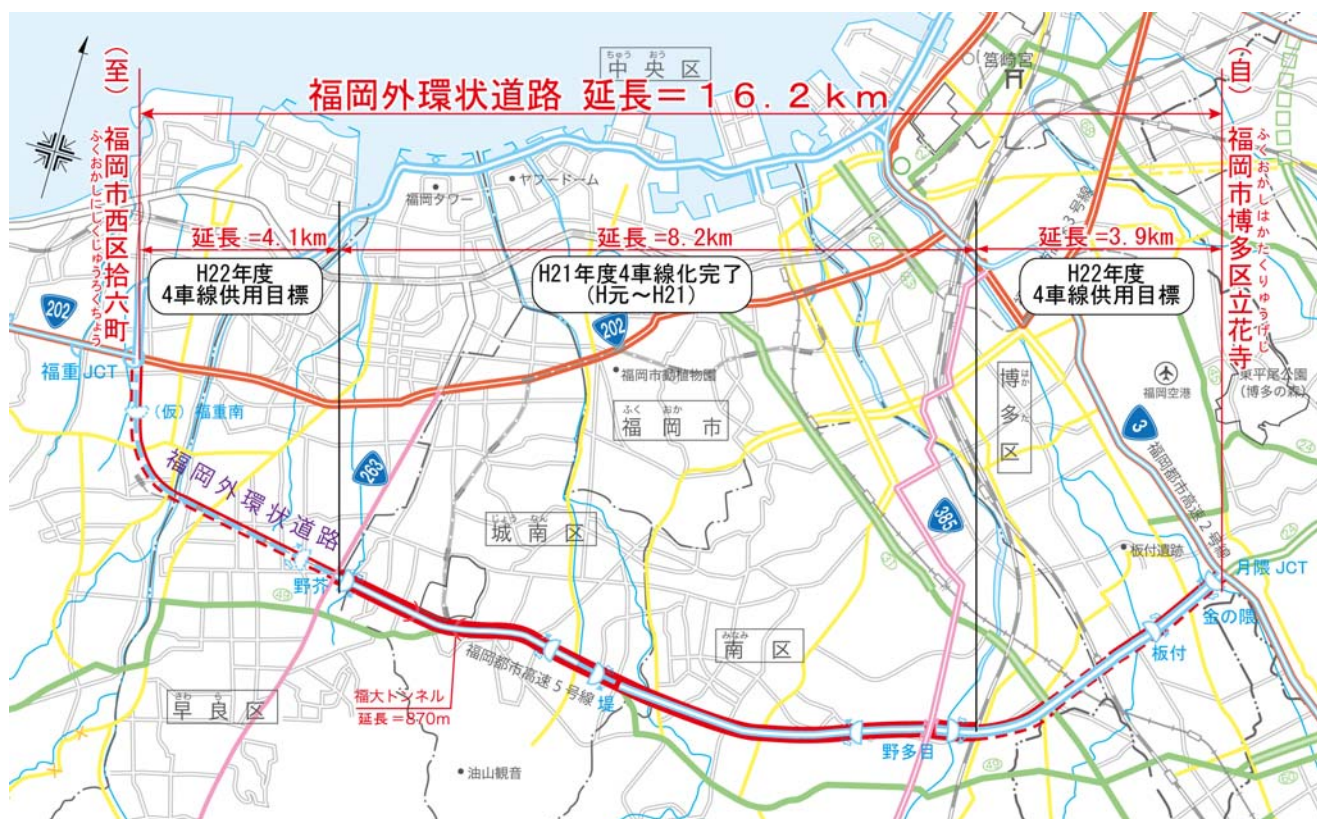 ちゅう おう
中央区
筥崎宮
(至)
福岡市西区拾六町
ふくおかしにしくじゅうろくちょう
福岡外環状道路 延長=16.2km
(自)
福岡市博多区立花寺
ふくおかしはかたくりゅうげじ
福岡タワー
ヤフードーム
延長=4.1km
延長=8.2km
延長=3.9km
H22年度
4車線供用目標
H21年度4車線化完了
(H元~H21)
H22年度
4車線供用目標
202
202
3号線
福重JCT
(仮)福重南
福岡市動植物園
ふく おか
福岡市
はか た
博多区
福岡空港
東平尾公園
(博多の森)
3
福岡都市高速2号線
263
福岡外環状道路
じょう なん
城南区
385
31
板付遺跡
24
24
月隈JCT
金の隈
板付
野芥
49
みなみ
南区
福岡都市高速5号線
堤
さわ ら
早良区
福大トンネル
延長=870m
野多目
49
油山観音